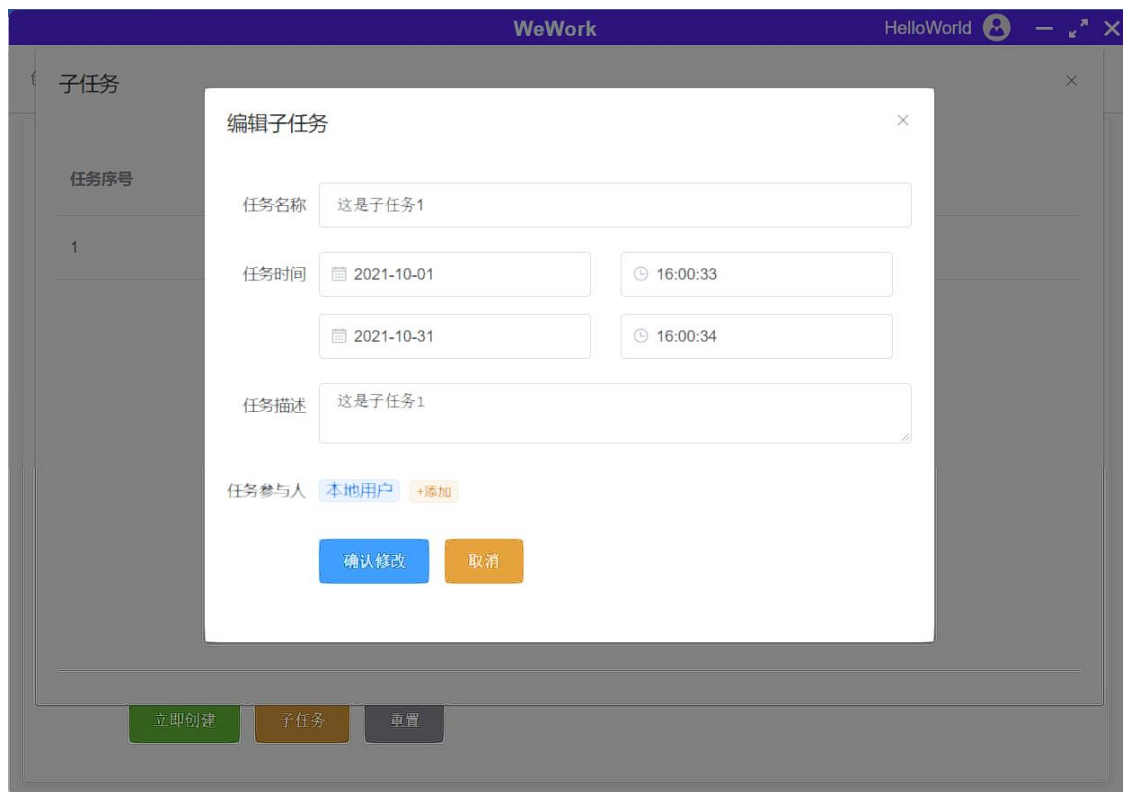 WeWork
HelloWorld
子任务
编辑子任务
任务序号
任务名称 这是子任务1
1
任务时间 2021-10-01 16:00:33
2021-10-31 16:00:34
任务描述 这是子任务1
任务参与人 本地用户 +添加
确认修改 取消
立即创建 子任务 重置